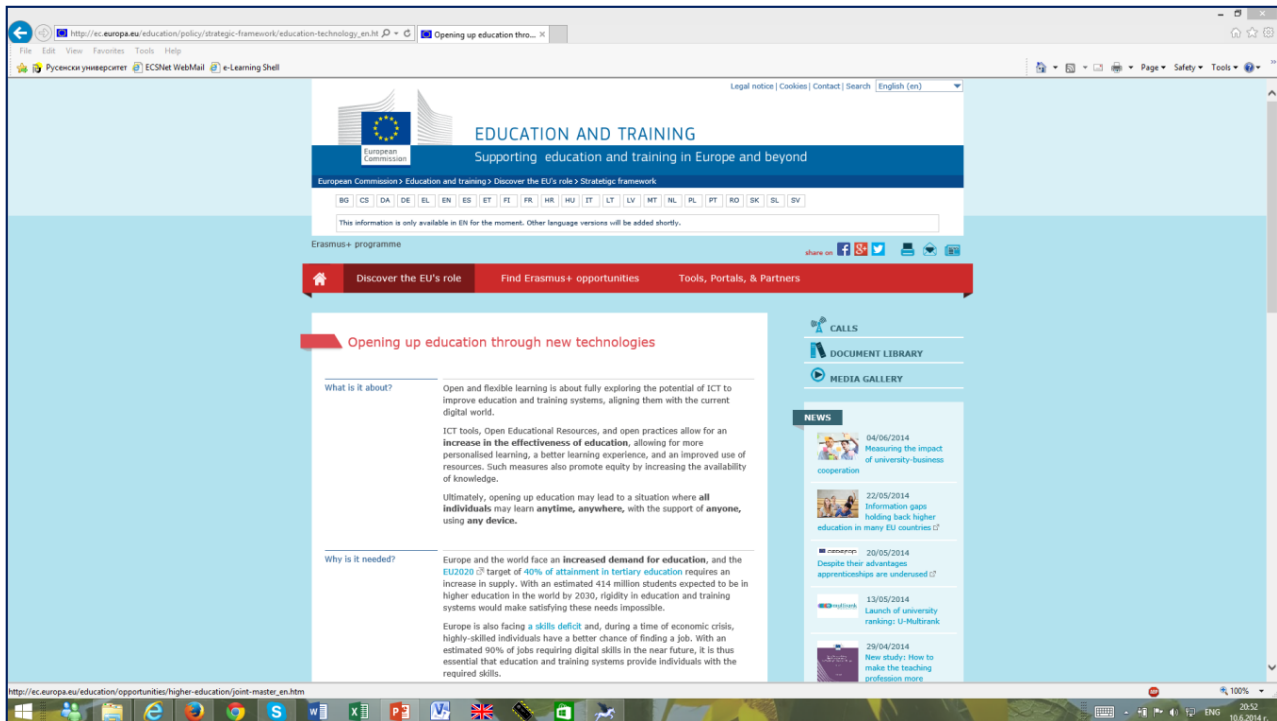 http://ec.europa.eu/education/policy/strategic-framework/education-technology_en.ht
Opening up education thro...
File Edit View Favorites Tools Help
Русенски университет ECSNet WebMail e-Learning Shell
Page Safety Tools
Legal notice | Cookies | Contact | Search English (en)
European
Commission
EDUCATION AND TRAINING
Supporting education and training in Europe and beyond
European Commission > Education and training > Discover the EU's role > Stratetigc framework
BG CS DA DE EL EN ES ET FI FR HR HU IT LT LV MT NL PL PT RO SK SL SV
This information is only available in EN for the moment. Other language versions will be added shortly.
Erasmus+ programme
share on
Discover the EU's role Find Erasmus+ opportunities Tools, Portals, & Partners
Opening up education through new technologies
What is it about?
Open and flexible learning is about fully exploring the potential of ICT to
improve education and training systems, aligning them with the current
digital world.
ICT tools, Open Educational Resources, and open practices allow for an
increase in the effectiveness of education, allowing for more
personalised learning, a better learning experience, and an improved use of
resources. Such measures also promote equity by increasing the availability
of knowledge.
Ultimately, opening up education may lead to a situation where all
individuals may learn anytime, anywhere, with the support of anyone,
using any device.
Why is it needed?
Europe and the world face an increased demand for education, and the
EU2020 target of 40% of attainment in tertiary education requires an
increase in supply. With an estimated 414 million students expected to be in
higher education in the world by 2030, rigidity in education and training
systems would make satisfying these needs impossible.
Europe is also facing a skills deficit and, during a time of economic crisis,
highly-skilled individuals have a better chance of finding a job. With an
estimated 90% of jobs requiring digital skills in the near future, it is thus
essential that education and training systems provide individuals with the
required skills.
CALLS
DOCUMENT LIBRARY
MEDIA GALLERY
NEWS
04/06/2014
Measuring the impact
of university-business
cooperation
22/05/2014
Information gaps
holding back higher
education in many EU countries
20/05/2014
Despite their advantages
apprenticeships are underused
13/05/2014
Launch of university
ranking: U-Multirank
29/04/2014
New study: How to
make the teaching
profession more
http://ec.europa.eu/education/opportunities/higher-education/joint-master_en.htm
100%
ENG
20:52
10.6.2014 г.